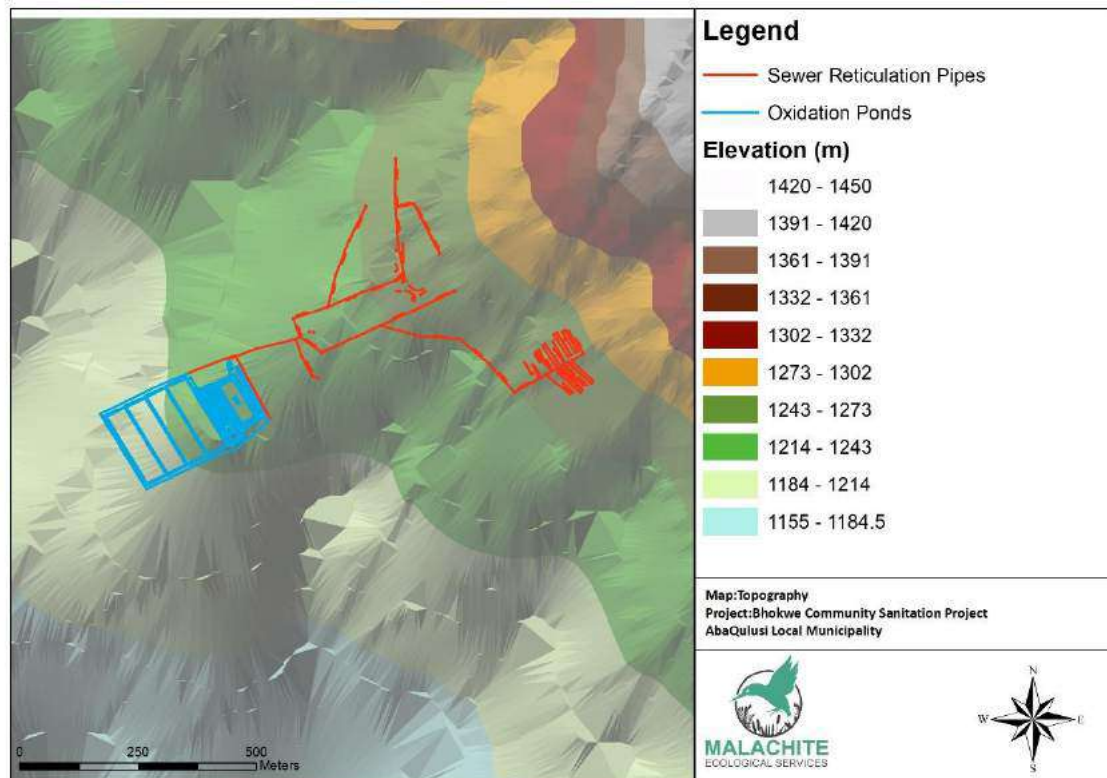 Legend
Sewer Reticulation Pipes
Oxidation Ponds
Elevation (m)
1420 - 1450
1391 - 1420
1361 - 1391
1332 - 1361
1302 - 1332
1273 - 1302
1243 - 1273
1214 - 1243
1184 - 1214
1155 - 1184.5
Map:Topography
Project:Bhokwe Community Sanitation Project
AbaQulusi Local Municipality
MALACHITE
ECOLOGICAL SERVICES
N
W E
S
0 250 500
Meters